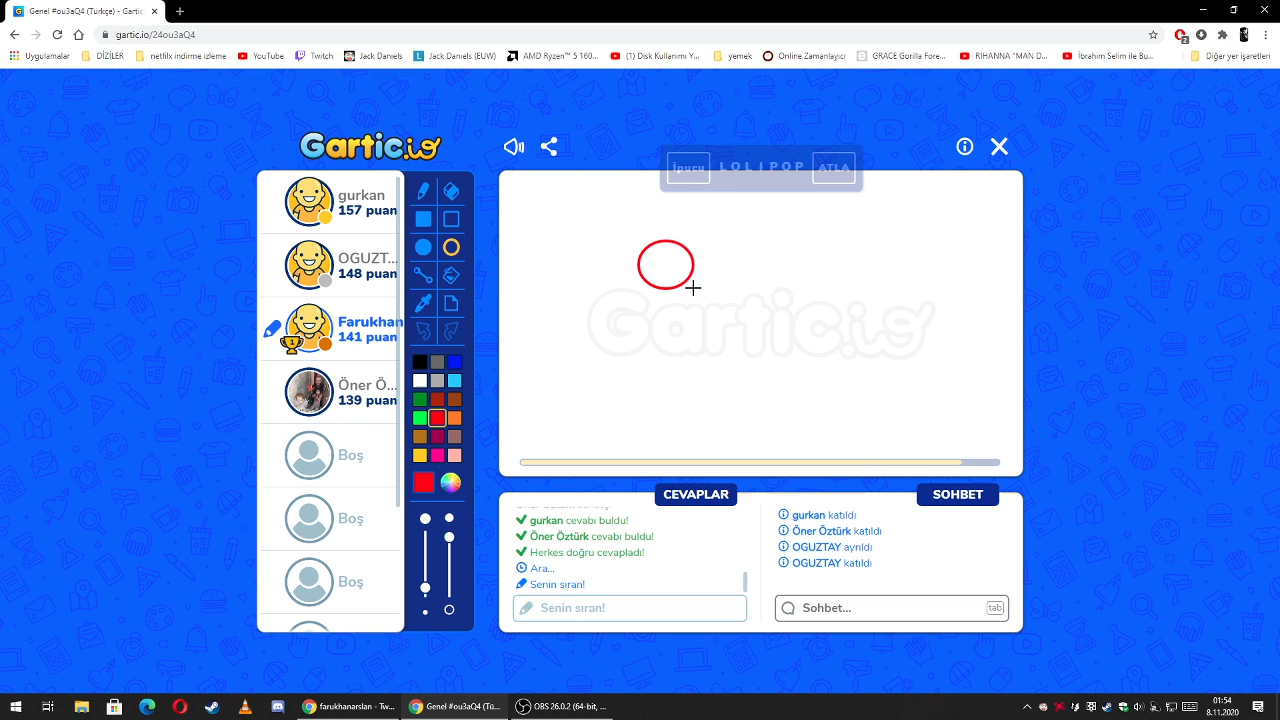 Genel #ou3aQ4 (Türkçe) - Gartic.
gartic.io/24ou3aQ4
Uygulamalar DİZİLER netfilx indirme izleme YouTube Twitch Jack Daniels Jack Daniels (EUW) AMD Ryzen™ 5 160... (1) Disk Kullanımı Y... yemek Online Zamanlayıcı GRACE Gorilla Fore... RIHANNA "MAN D... İbrahim Selim ile Bu... Diğer yer işaretleri
Gartic.io
İpucu LOLIPOP ATLA
gurkan
157 puan
OGUZT...
148 puan
Farukhan
141 puan
1
Öner Ö...
139 puan
Boş
Boş
Boş
Gartic.io
CEVAPLAR
gurkan cevabı buldu!
Öner Öztürk cevabı buldu!
Herkes doğru cevapladı!
Ara...
Senin sıran!
Senin sıran!
SOHBET
gurkan katıldı
Öner Öztürk katıldı
OGUZTAY ayrıldı
OGUZTAY katıldı
Sohbet... tab
farukhanarslan - Tw... Genel #ou3aQ4 (Tü... OBS 26.0.2 (64-bit, ...
01:54
8.11.2020